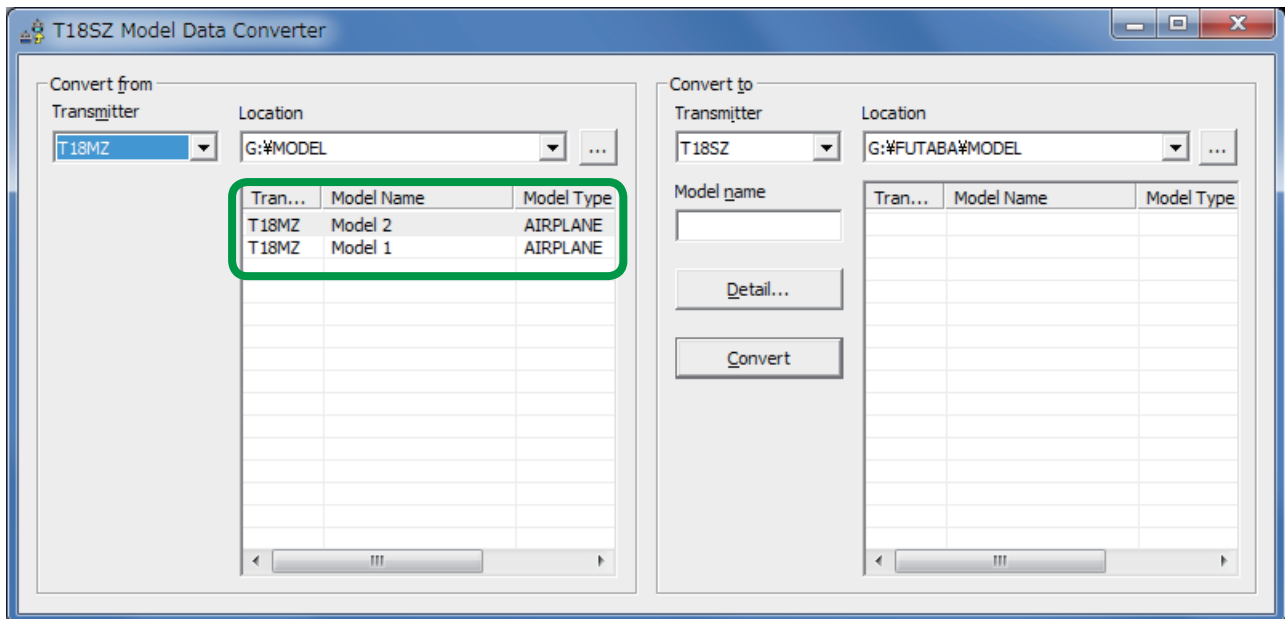 T18SZ Model Data Converter
Convert from
Transmitter Location
T18MZ G:¥MODEL ...
Tran... Model Name Model Type
T18MZ Model 2 AIRPLANE
T18MZ Model 1 AIRPLANE
Convert to
Transmitter Location
T18SZ G:¥FUTABA¥MODEL ...
Model name
Detail...
Convert
Tran... Model Name Model Type